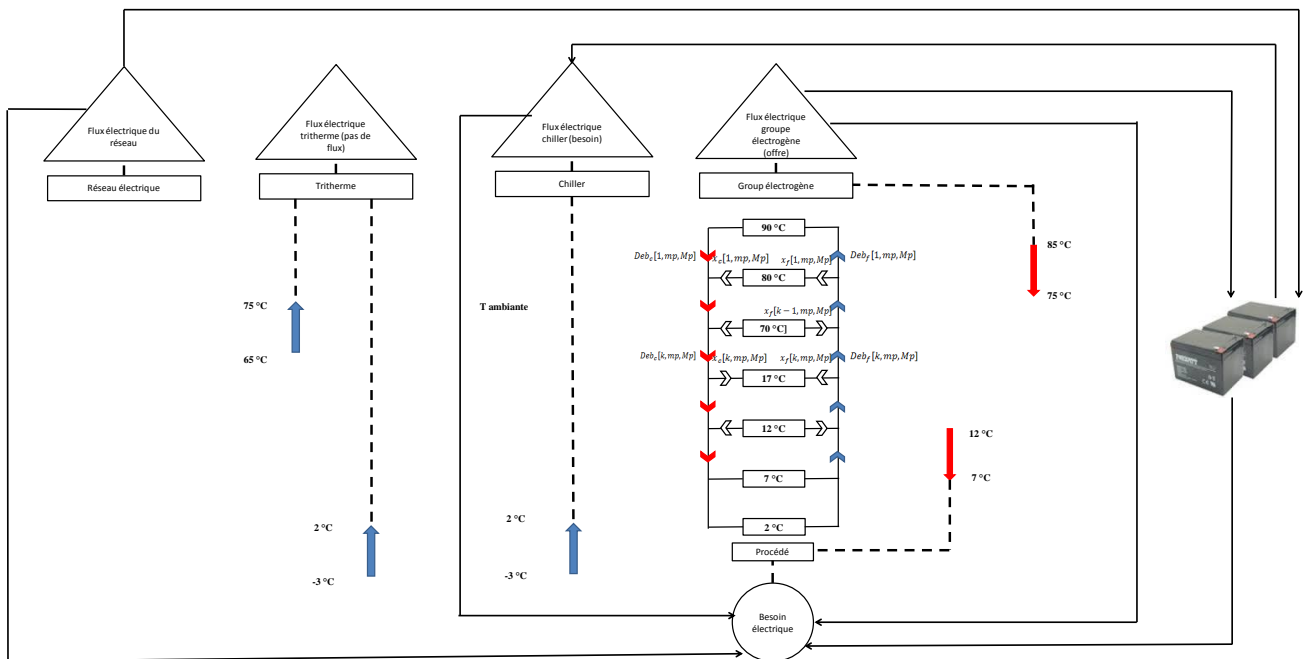 Flux électrique du
réseau
Réseau électrique
Flux électrique
tritherme (pas de
flux)
Tritherme
Flux électrique
chiller (besoin)
Chiller
Flux électrique
groupe
électrogène
(offre)
Group électrogène
90 °C
Deb_c[1,mp,Mp]
x_c[1,mp,Mp]
x_f[1,mp,Mp]
Deb_f[1,mp,Mp]
80 °C
x_f[k−1,mp,Mp]
70 °C]
Deb_c[k,mp,Mp]
x_c[k,mp,Mp]
x_f[k,mp,Mp]
Deb_f[k,mp,Mp]
17 °C
12 °C
7 °C
2 °C
Procédé
Besoin
électrique
75 °C
65 °C
2 °C
-3 °C
T ambiante
2 °C
-3 °C
85 °C
75 °C
12 °C
7 °C